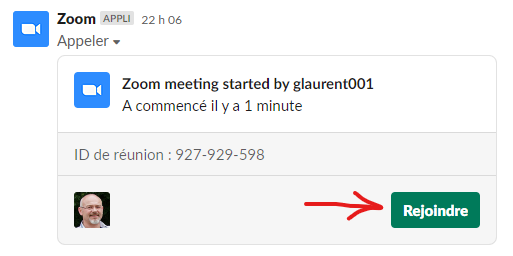 Zoom APPLI 22 h 06
Appeler
Zoom meeting started by glaurent001
A commencé il y a 1 minute
ID de réunion : 927-929-598
Rejoindre